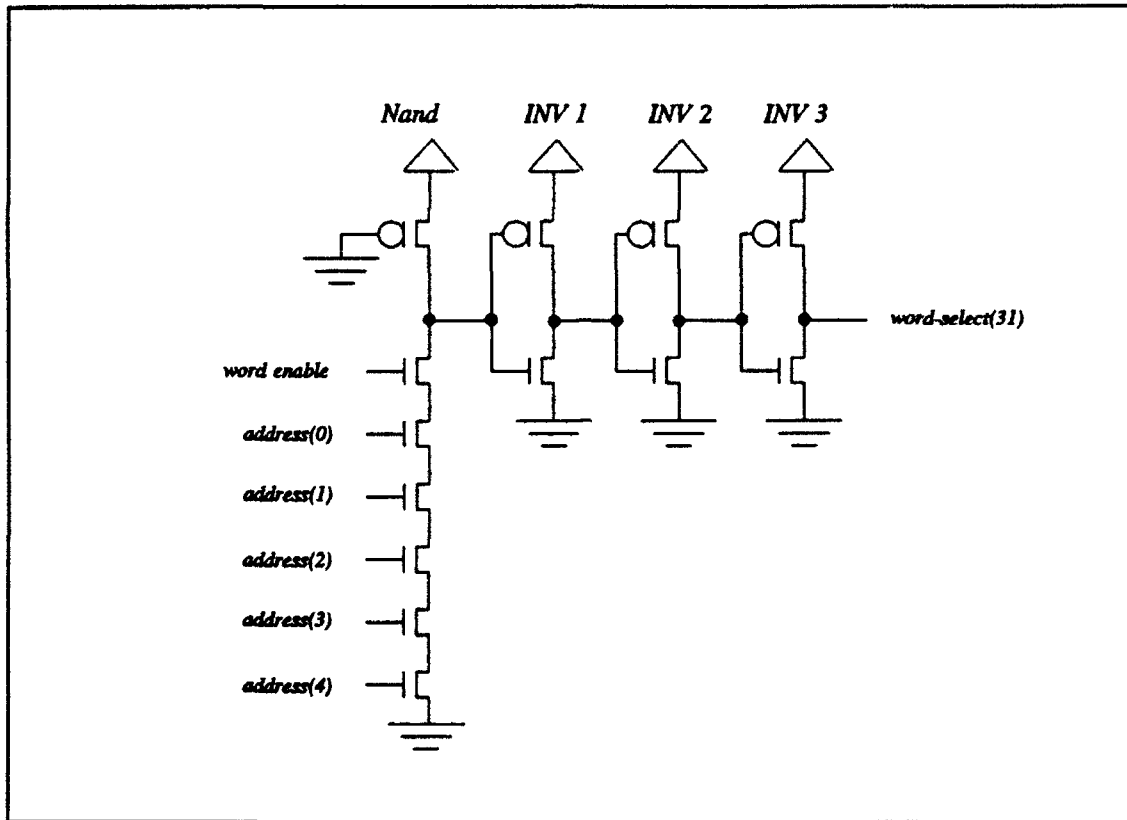 Nand INV 1 INV 2 INV 3
word-select(31)
word enable
address(0)
address(1)
address(2)
address(3)
address(4)